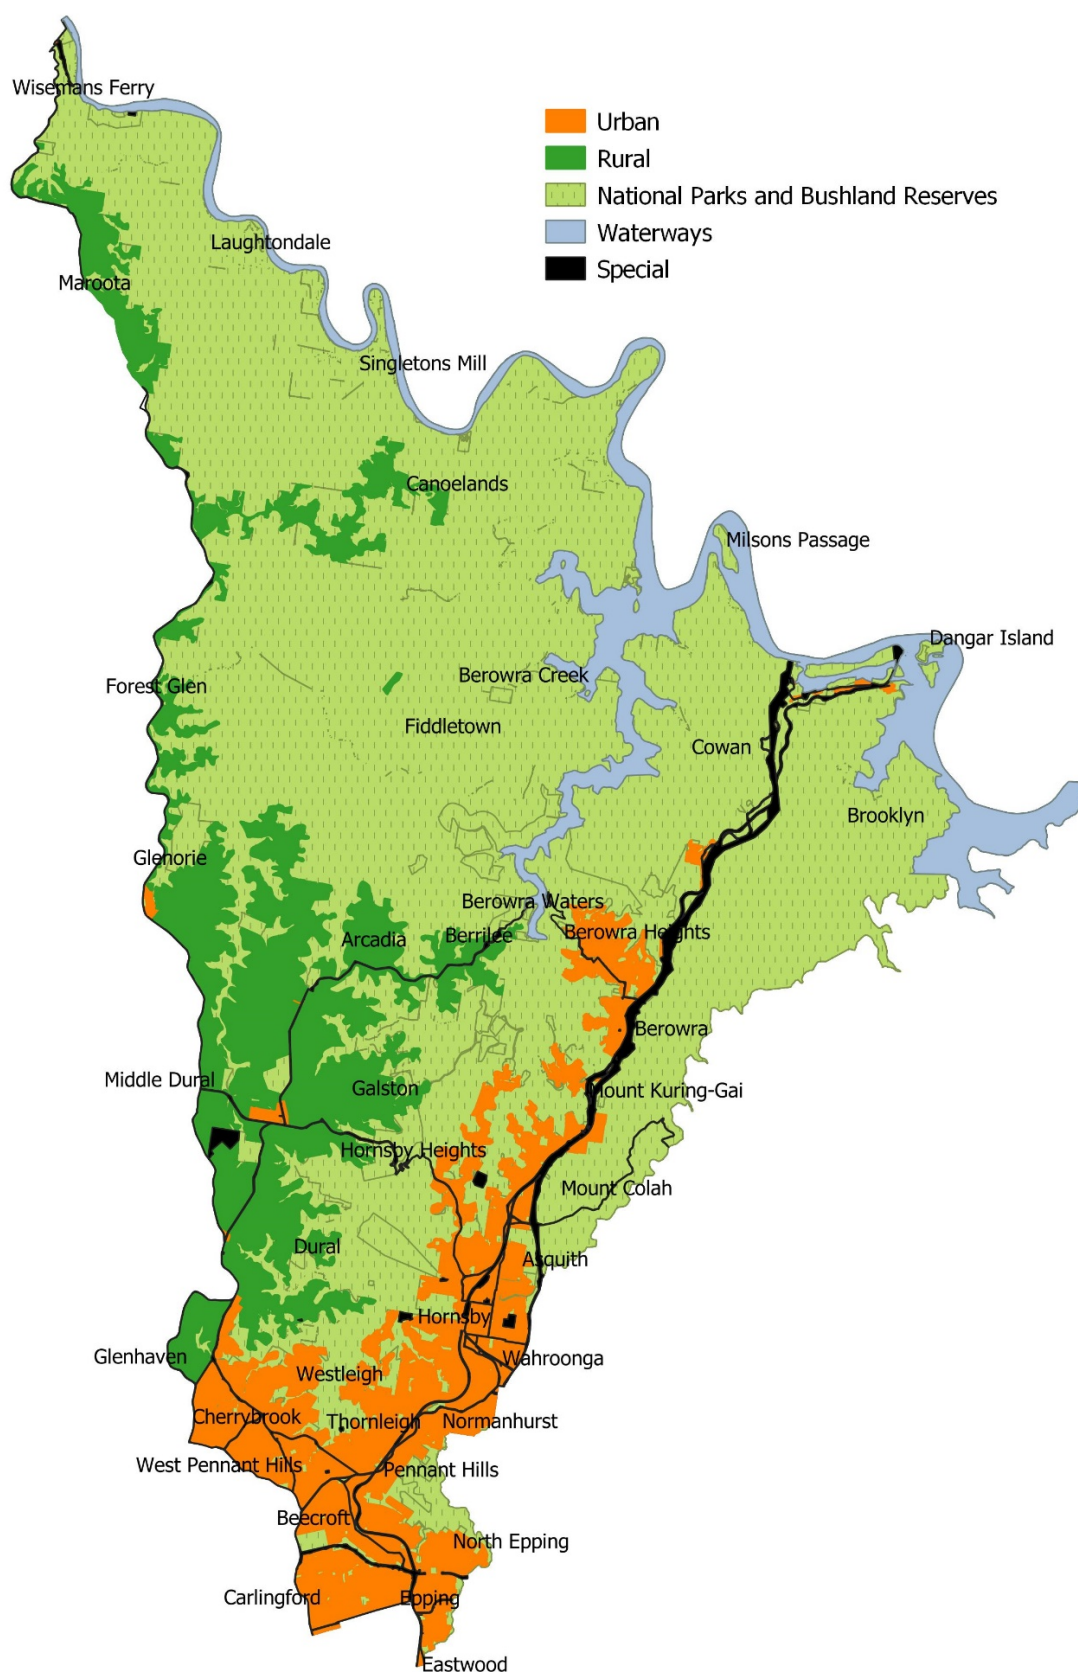 Wisemans Ferry
Urban
Rural
National Parks and Bushland Reserves
Waterways
Special
Laughtondale
Maroota
Singletons Mill
Canoelands
Milsons Passage
Dangar Island
Berowra Creek
Forest Glen
Fiddletown
Cowan
Brooklyn
Glenorie
Berowra Waters
Arcadia
Berrilee
Berowra Heights
Berowra
Middle Dural
Galston
Mount Kuring-Gai
Hornsby Heights
Mount Colah
Dural
Asquith
Hornsby
Glenhaven
Wahroonga
Westleigh
Cherrybrook
Thornleigh
Normanhurst
West Pennant Hills
Pennant Hills
Beecroft
North Epping
Carlingford
Epping
Eastwood